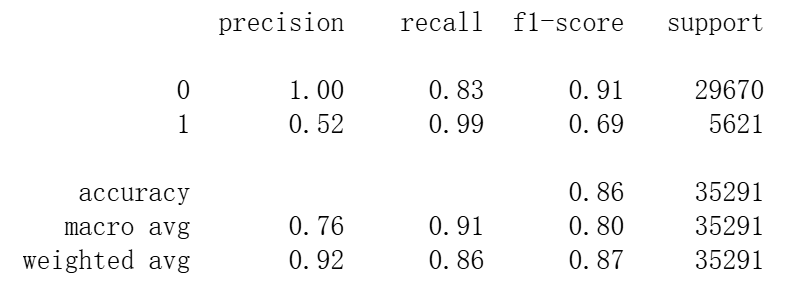 precision recall f1-score support
0 1.00 0.83 0.91 29670
1 0.52 0.99 0.69 5621
accuracy 0.86 35291
macro avg 0.76 0.91 0.80 35291
weighted avg 0.92 0.86 0.87 35291